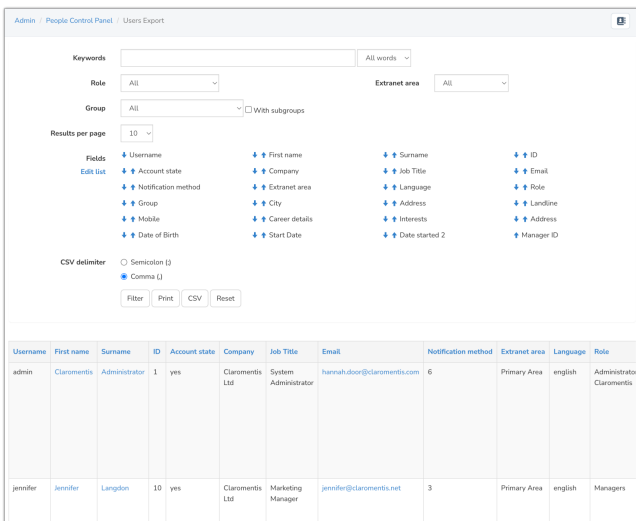 Admin / People Control Panel / Users Export
Keywords All words
Role All Extranet area All
Group All With subgroups
Results per page 10
Fields Username First name Surname ID
Edit list Account state Company Job Title Email
Notification method Extranet area Language Role
Group City Address Landline
Mobile Career details Interests Address
Date of Birth Start Date Date started 2 Manager ID
CSV delimiter Semicolon (;)
Comma (,)
Filter Print CSV Reset
Username First name Surname ID Account state Company Job Title Email Notification method Extranet area Language Role
admin Claromentis Administrator 1 yes Claromentis System hannah.door@claromentis.com 6 Primary Area english Administrator
Ltd Administrator Claromentis
jennifer Jennifer Langdon 10 yes Claromentis Marketing jennifer@claromentis.net 3 Primary Area english Managers
Ltd Manager